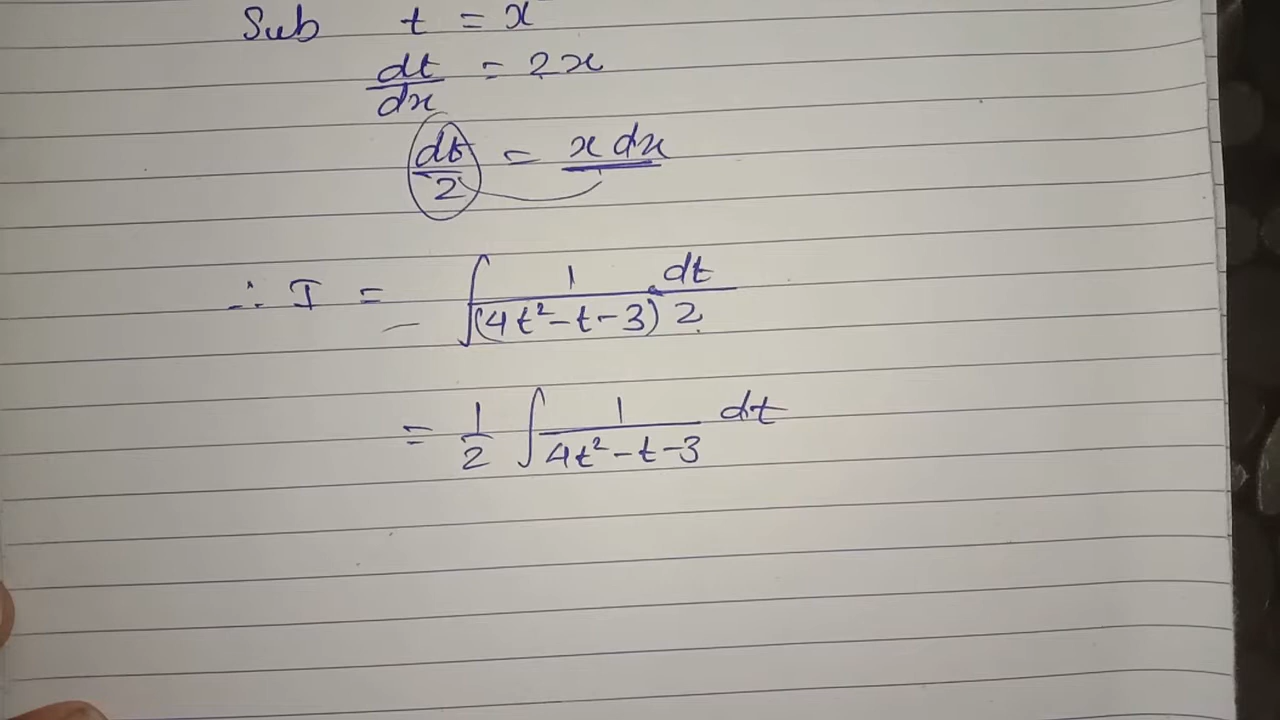 Sub t = x
dt/dx = 2x
dt/2 = x dx
∴ I = ∫ 1/(4t²-t-3) . dt/2
= 1/2 ∫ 1/(4t²-t-3) dt